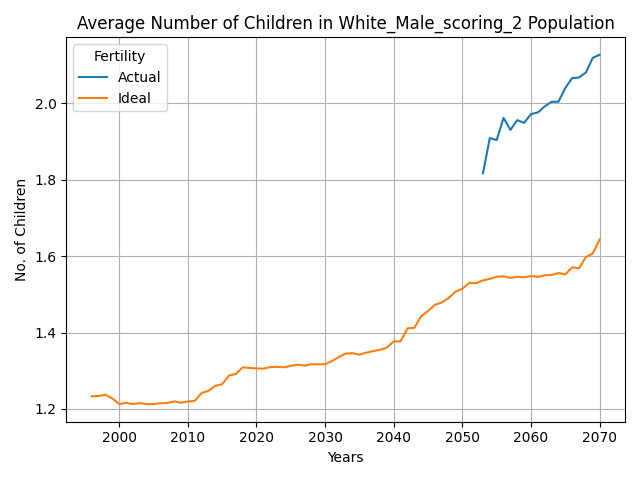 Average Number of Children in White_Male_scoring_2 Population
Fertility
Actual
Ideal
No. of Children
2.0
1.8
1.6
1.4
1.2
2000 2010 2020 2030 2040 2050 2060 2070
Years